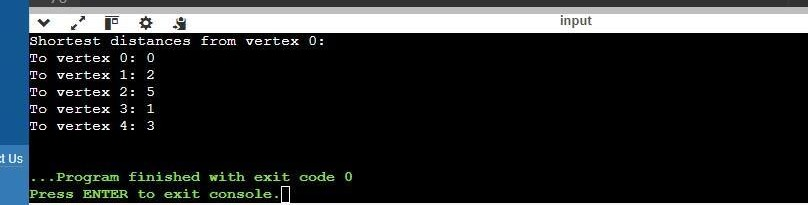 input
Shortest distances from vertex 0:
To vertex 0: 0
To vertex 1: 2
To vertex 2: 5
To vertex 3: 1
To vertex 4: 3
Us
...Program finished with exit code 0
Press ENTER to exit console.